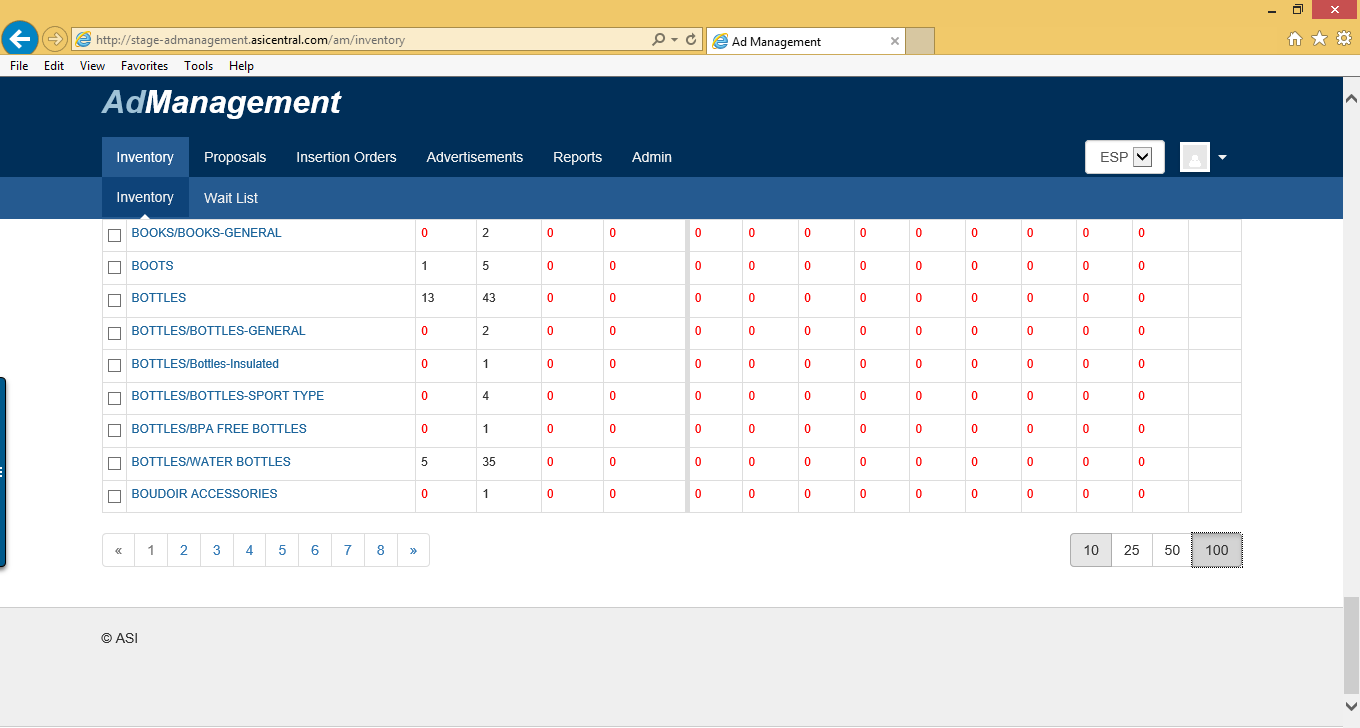 http://stage-admanagement.asicentral.com/am/inventory
Ad Management
File Edit View Favorites Tools Help
AdManagement
Inventory Proposals Insertion Orders Advertisements Reports Admin ESP
Inventory Wait List
BOOKS/BOOKS-GENERAL 0 2 0 0 0 0 0 0 0 0 0 0 0
BOOTS 1 5 0 0 0 0 0 0 0 0 0 0 0
BOTTLES 13 43 0 0 0 0 0 0 0 0 0 0 0
BOTTLES/BOTTLES-GENERAL 0 2 0 0 0 0 0 0 0 0 0 0 0
BOTTLES/Bottles-Insulated 0 1 0 0 0 0 0 0 0 0 0 0 0
BOTTLES/BOTTLES-SPORT TYPE 0 4 0 0 0 0 0 0 0 0 0 0 0
BOTTLES/BPA FREE BOTTLES 0 1 0 0 0 0 0 0 0 0 0 0 0
BOTTLES/WATER BOTTLES 5 35 0 0 0 0 0 0 0 0 0 0 0
BOUDOIR ACCESSORIES 0 1 0 0 0 0 0 0 0 0 0 0 0
« 1 2 3 4 5 6 7 8 » 10 25 50 100
© ASI